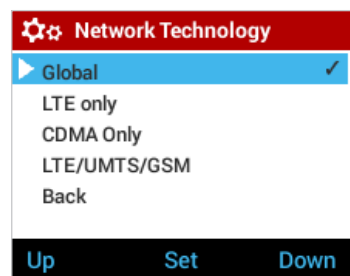 Network Technology
Global
LTE only
CDMA Only
LTE/UMTS/GSM
Back
Up Set Down